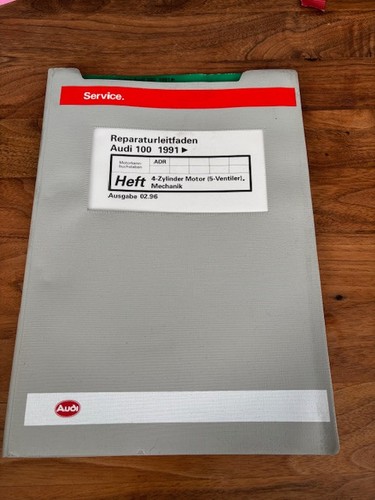 Service.
Reparaturleitfaden
Audi 100 1991 ►
ADR
Heft 4-Zylinder Motor (5-Ventiler),
Mechanik
Ausgabe 02.96
Audi